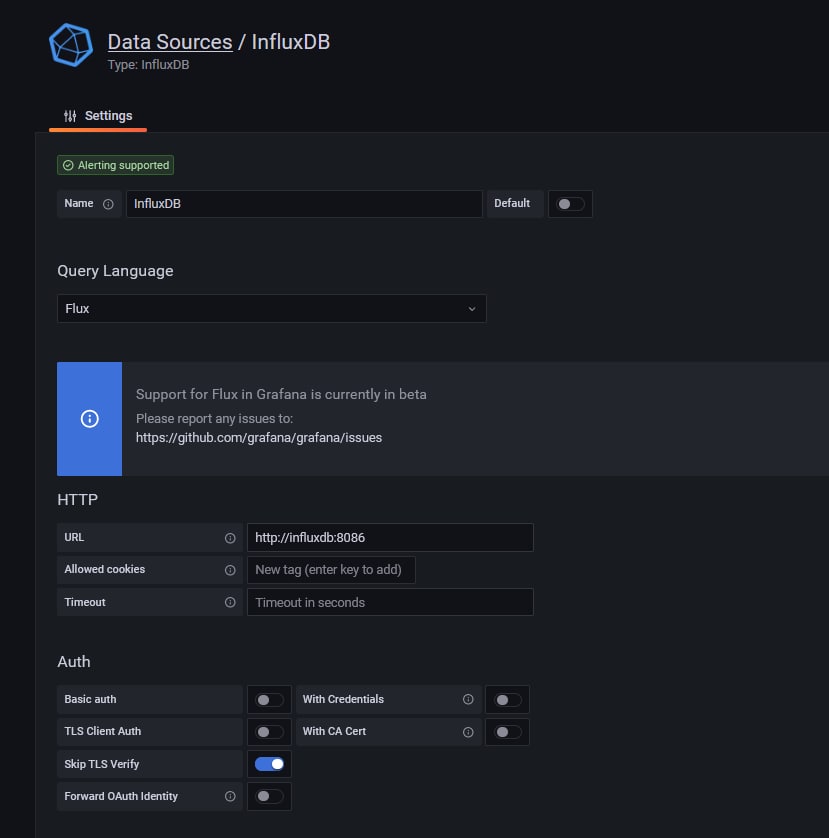 Data Sources / InfluxDB
Type: InfluxDB
Settings
Alerting supported
Name InfluxDB Default
Query Language
Flux
Support for Flux in Grafana is currently in beta
Please report any issues to:
https://github.com/grafana/grafana/issues
HTTP
URL http://influxdb:8086
Allowed cookies New tag (enter key to add)
Timeout Timeout in seconds
Auth
Basic auth With Credentials
TLS Client Auth With CA Cert
Skip TLS Verify
Forward OAuth Identity